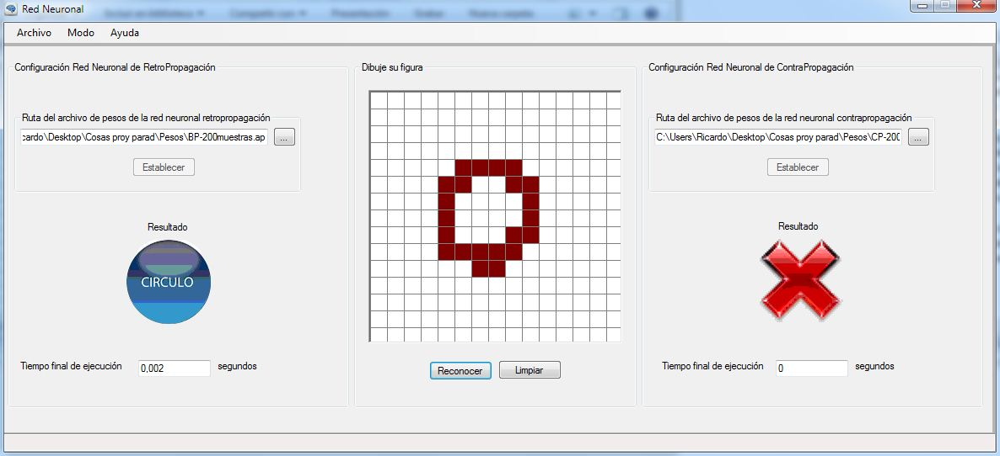 Red Neuronal
Archivo Modo Ayuda
Configuración Red Neuronal de RetroPropagación
Ruta del archivo de pesos de la red neuronal retropropagación
cardo\Desktop\Cosas proy parad\Pesos\BP-200muestras.ap
...
Establecer
Resultado
CIRCULO
Tiempo final de ejecución 0,002 segundos
Dibuje su figura
Reconocer Limpiar
Configuración Red Neuronal de ContraPropagación
Ruta del archivo de pesos de la red neuronal contrapropagación
C:\Users\Ricardo\Desktop\Cosas proy parad\Pesos\CP-200
...
Establecer
Resultado
Tiempo final de ejecución 0 segundos